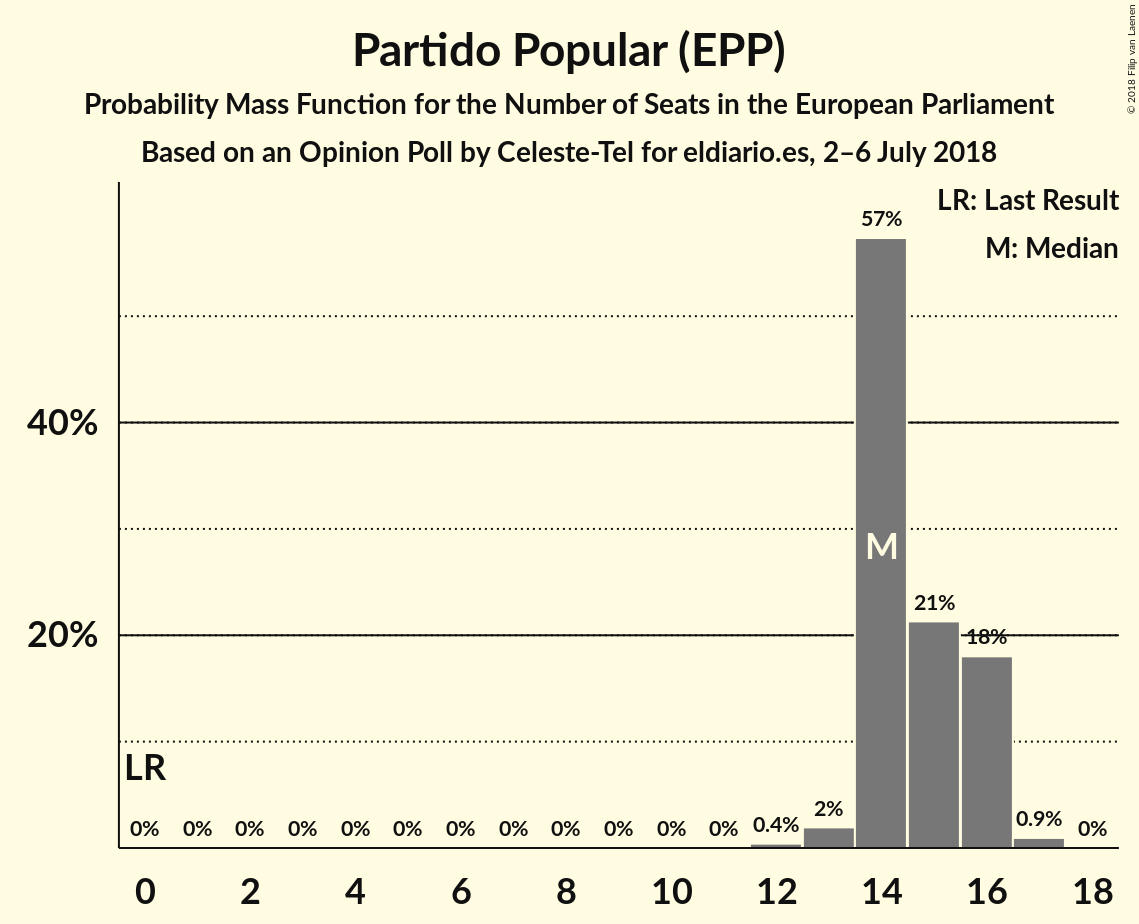 Partido Popular (EPP)
Probability Mass Function for the Number of Seats in the European Parliament
Based on an Opinion Poll by Celeste-Tel for eldiario.es, 2–6 July 2018
© 2018 Filip van Laenen
LR: Last Result
M: Median
57%
40%
M
21%
20%
18%
LR
0% 0% 0% 0% 0% 0% 0% 0% 0% 0% 0% 0% 0.4% 2% 0.9% 0%
0 2 4 6 8 10 12 14 16 18